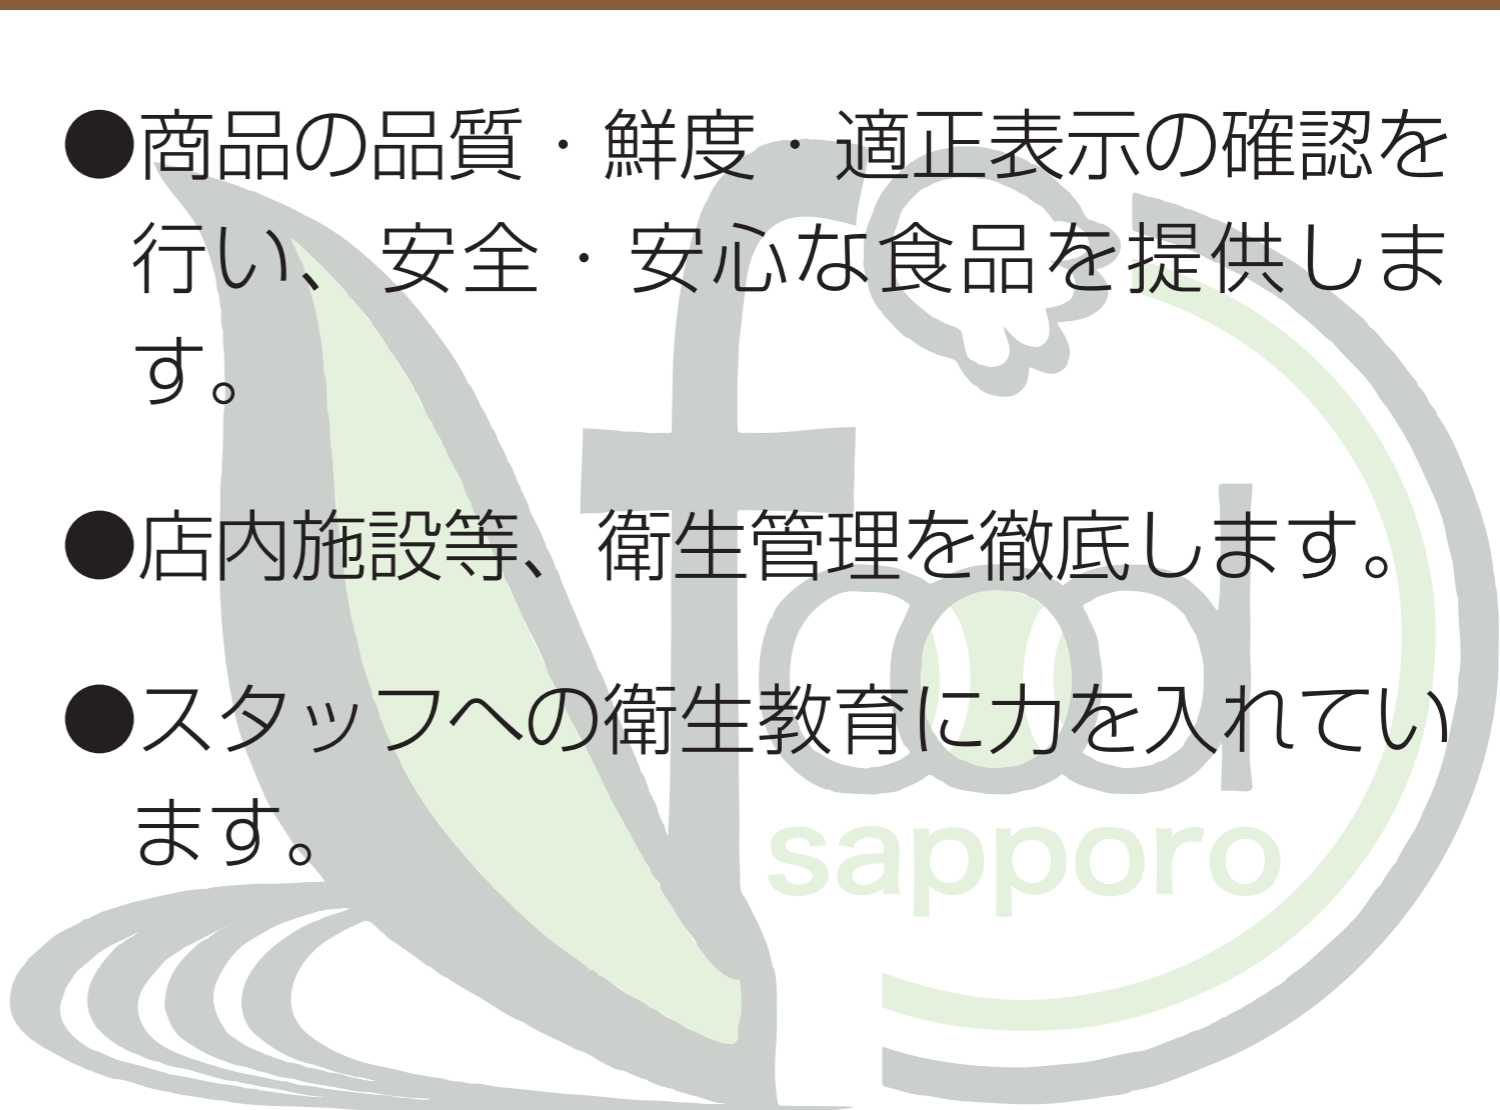 ●商品の品質・鮮度・適正表示の確認を
行い、安全・安心な食品を提供しま
す。
●店内施設等、衛生管理を徹底します。
●スタッフへの衛生教育に力を入れてい
ます。
food
sapporo